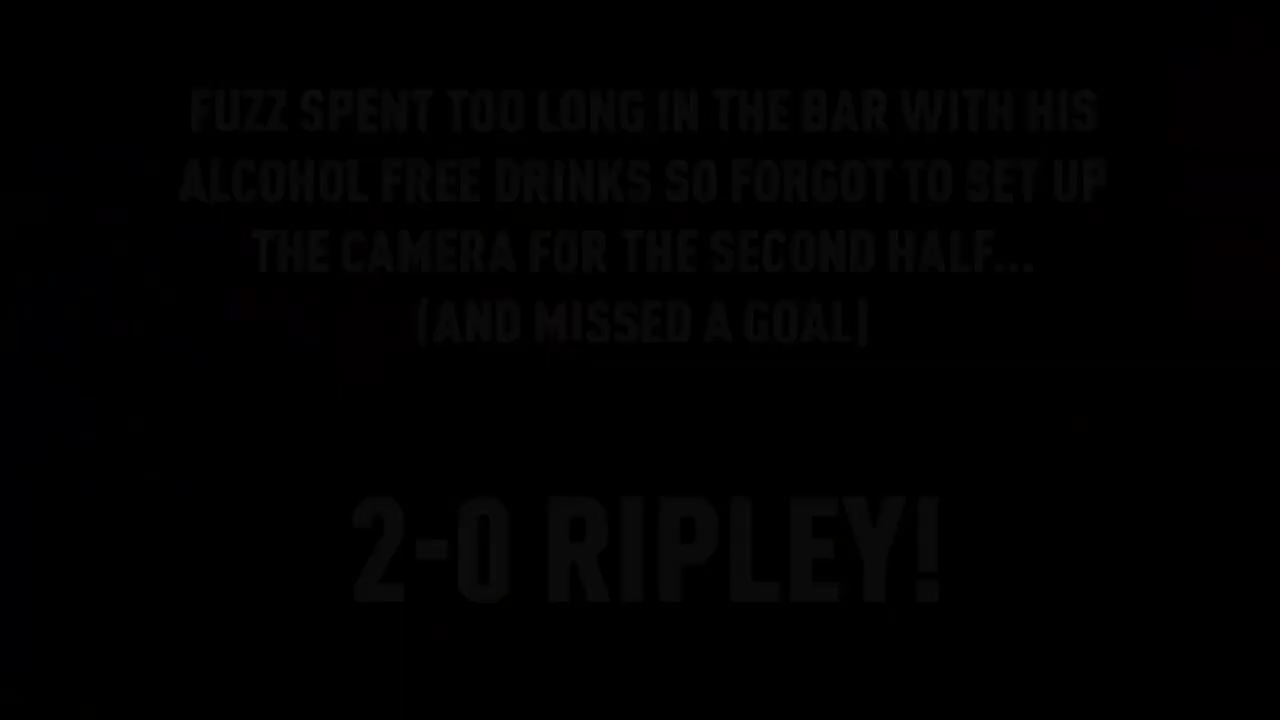 FUZZ SPENT TOO LONG IN THE BAR WITH HIS
ALCOHOL FREE DRINKS SO FORGOT TO SET UP
THE CAMERA FOR THE SECOND HALF...
(AND MISSED A GOAL)
2-0 RIPLEY!